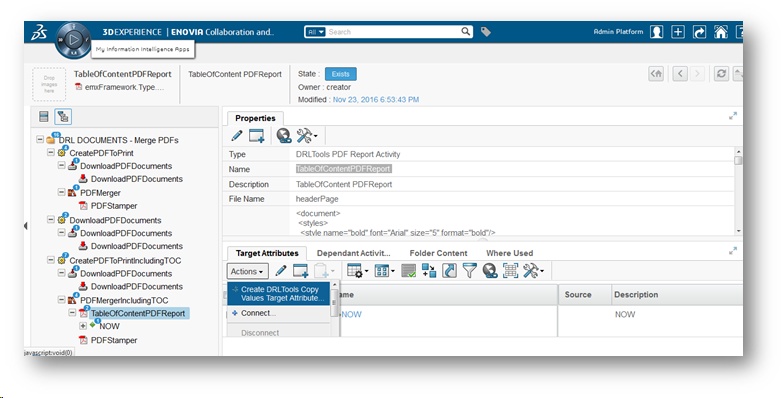 3DEXPERIENCE | ENOVIA Collaboration and..
All
Search
Admin Platform
My Information Intelligence Apps
Drop images here
TableOfContentPDFReport
emxFramework.Type....
TableOfContent PDFReport
State : Exists
Owner : creator
Modified : Nov 23, 2016 6:53:43 PM
DRL DOCUMENTS - Merge PDFs
CreatePDFToPrint
DownloadPDFDocuments
DownloadPDFDocuments
PDFMerger
PDFStamper
DownloadPDFDocuments
DownloadPDFDocuments
DownloadPDFDocuments
CreatePDFToPrintIncludingTOC
DownloadPDFDocuments
DownloadPDFDocuments
PDFMergerIncludingTOC
TableOfContentPDFReport
NOW
PDFStamper
javascript:void(0)
Properties
Type DRLTools PDF Report Activity
Name TableOfContentPDFReport
Description TableOfContent PDFReport
File Name headerPage
<document>
<styles>
<style name="bold" font="Arial" size="5" format="bold"/>
Target Attributes Dependant Activit... Folder Content Where Used
Actions
Create DRLTools Copy
Values Target Attribute...
Connect...
Disconnect
ame Source Description
NOW NOW